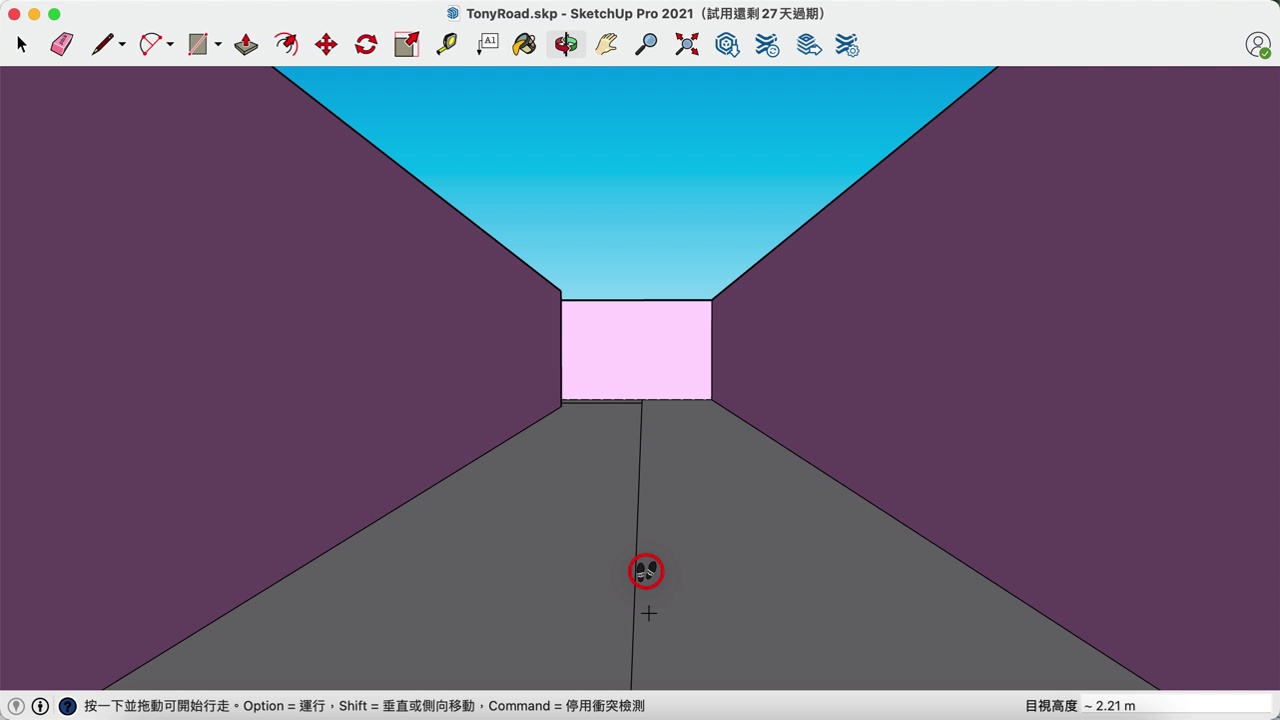 TonyRoad.skp - SketchUp Pro 2021（試用還剩 27 天過期）
A1
按一下並拖動可開始行走。Option = 運行，Shift = 垂直或側向移動，Command = 停用衝突檢測
目視高度 ~ 2.21 m